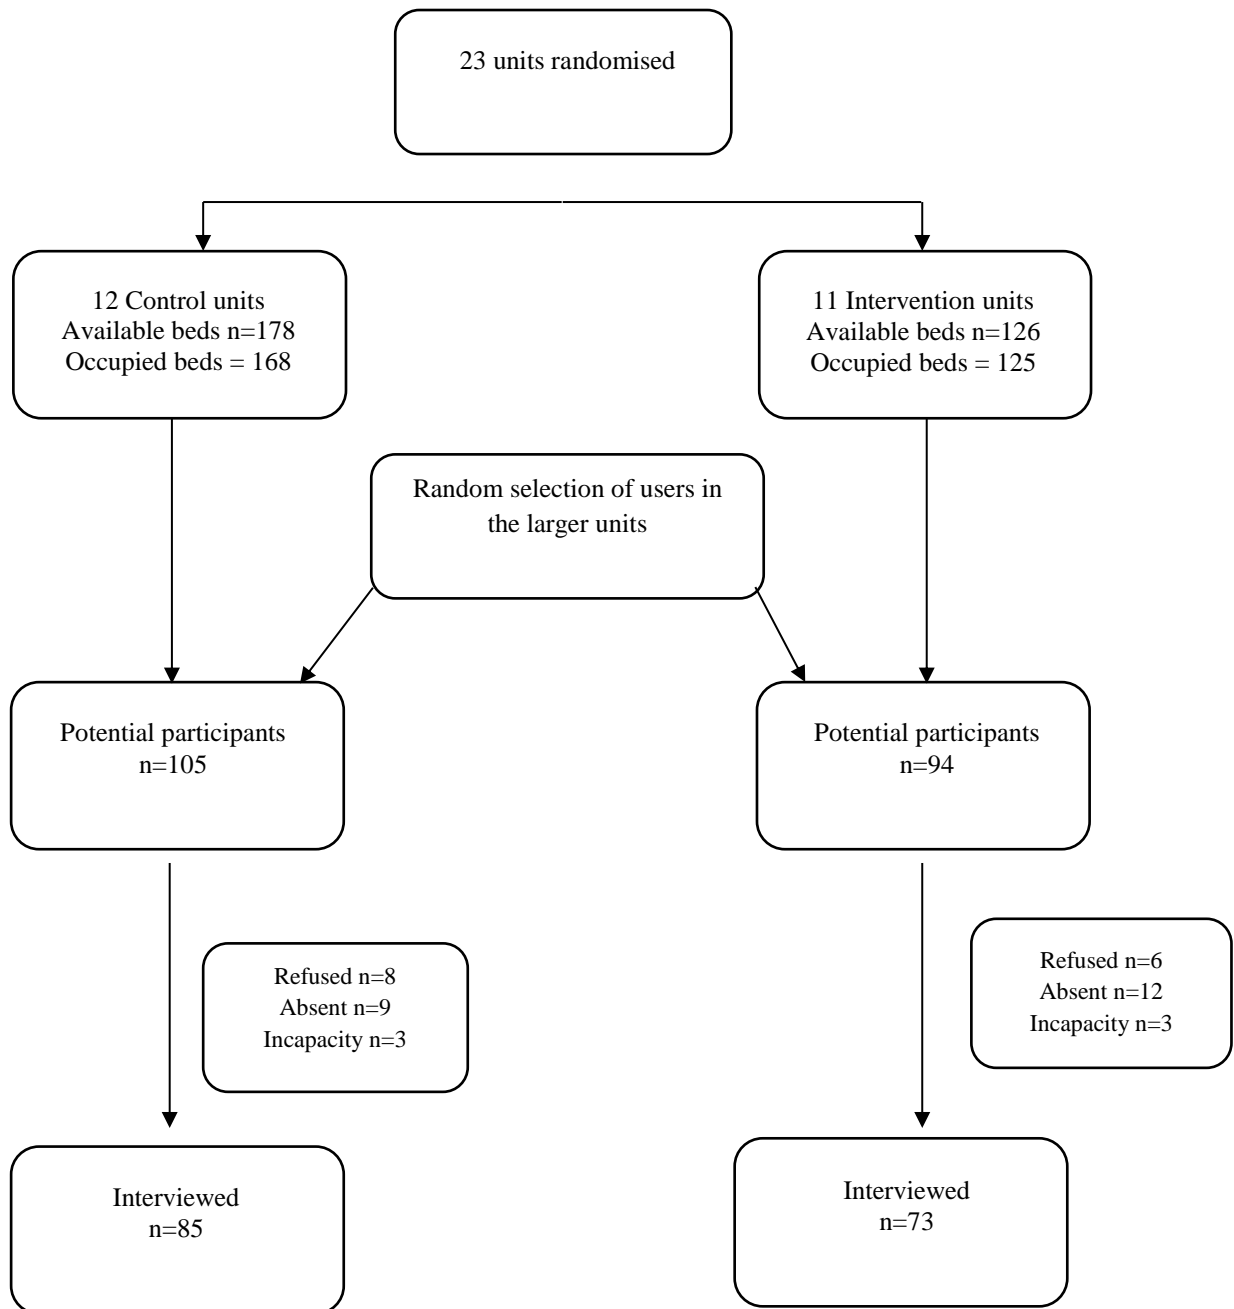 23 units randomised
12 Control units
Available beds n=178
Occupied beds = 168
11 Intervention units
Available beds n=126
Occupied beds = 125
Random selection of users in
the larger units
Potential participants
n=105
Potential participants
n=94
Refused n=8
Absent n=9
Incapacity n=3
Refused n=6
Absent n=12
Incapacity n=3
Interviewed
n=85
Interviewed
n=73